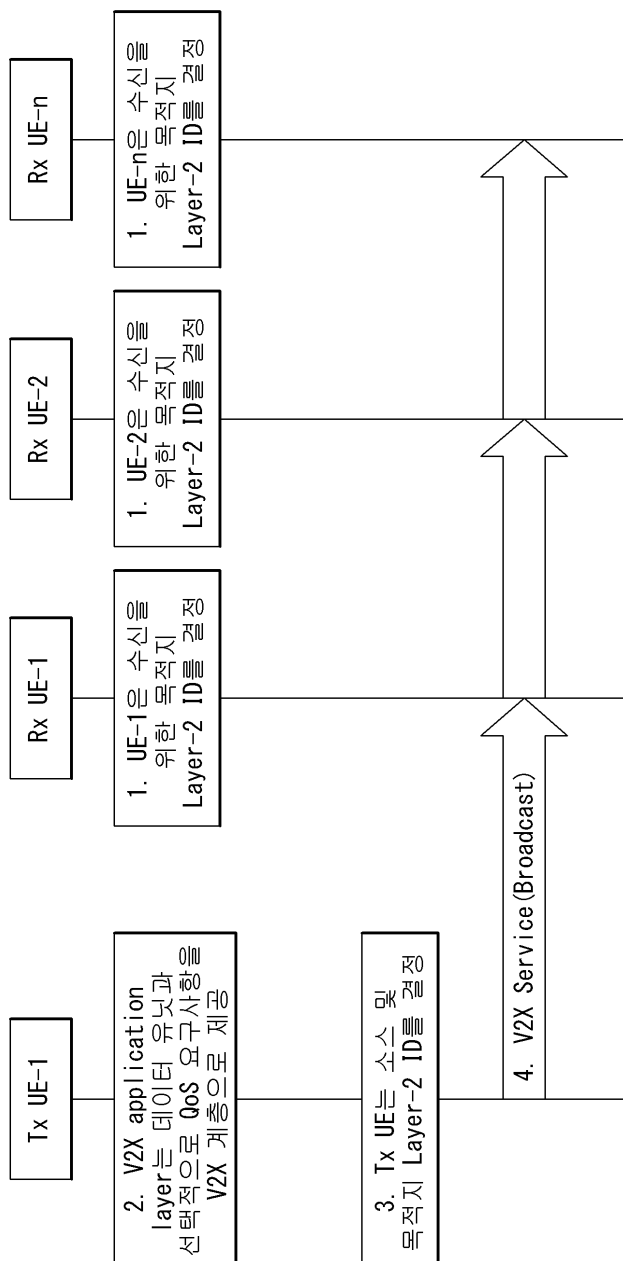 Tx UE-1
Rx UE-1
Rx UE-2
Rx UE-n
1. UE-1은 수신을
위한 목적지
Layer-2 ID를 결정
1. UE-2은 수신을
위한 목적지
Layer-2 ID를 결정
1. UE-n은 수신을
위한 목적지
Layer-2 ID를 결정
2. V2X application
layer는 데이터 유닛과
선택적으로 QoS 요구사항을
V2X 계층으로 제공
3. Tx UE는 소스 및
목적지 Layer-2 ID를 결정
4. V2X Service(Broadcast)